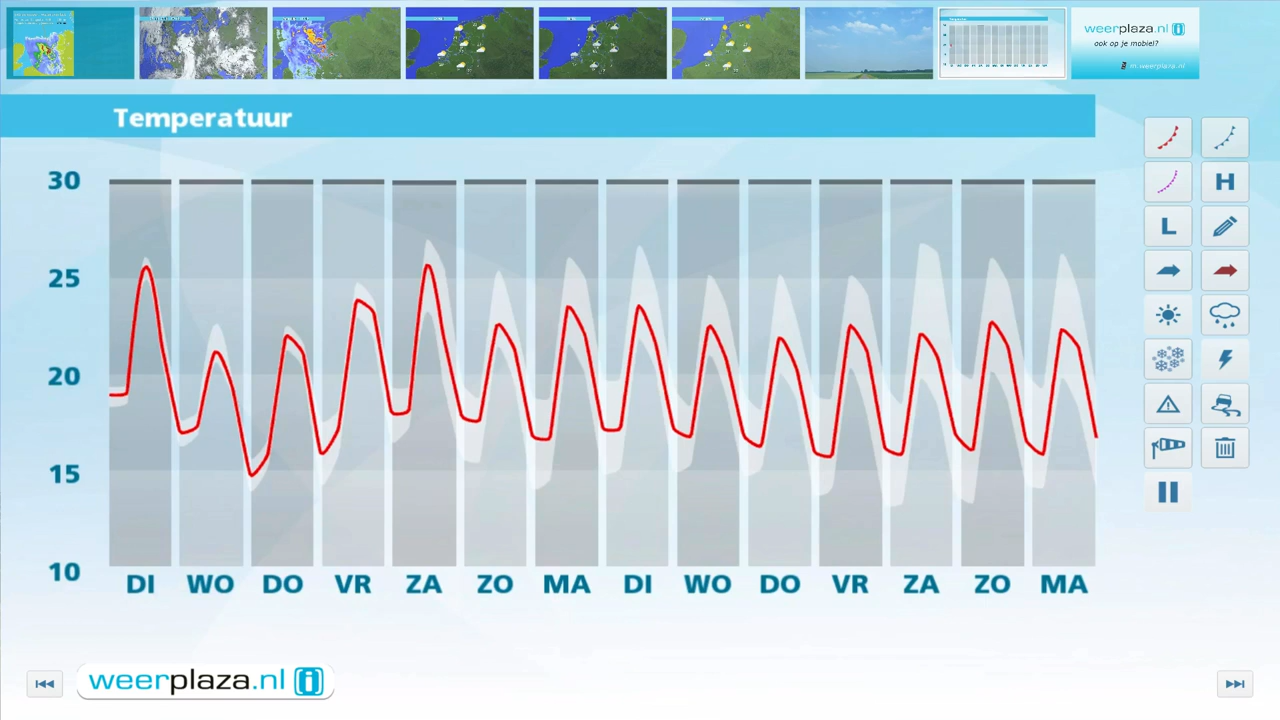 weerplaza.nl
ook op je mobiel?
m.weerplaza.nl
Temperatuur
30
25
20
15
10
DI WO DO VR ZA ZO MA DI WO DO VR ZA ZO MA
H
L
weerplaza.nl